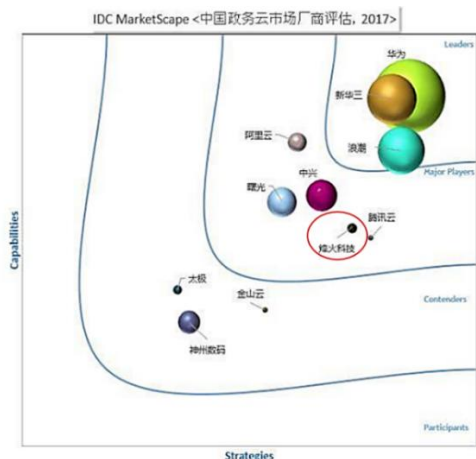 IDC MarketScape <中国政务云市场厂商评估, 2017>
Leaders
华为
新华三
阿里云
浪潮
Major Players
中兴
曙光
腾讯云
烽火科技
Capabilities
太极
金山云
Contenders
神州数码
Participants
Strategies